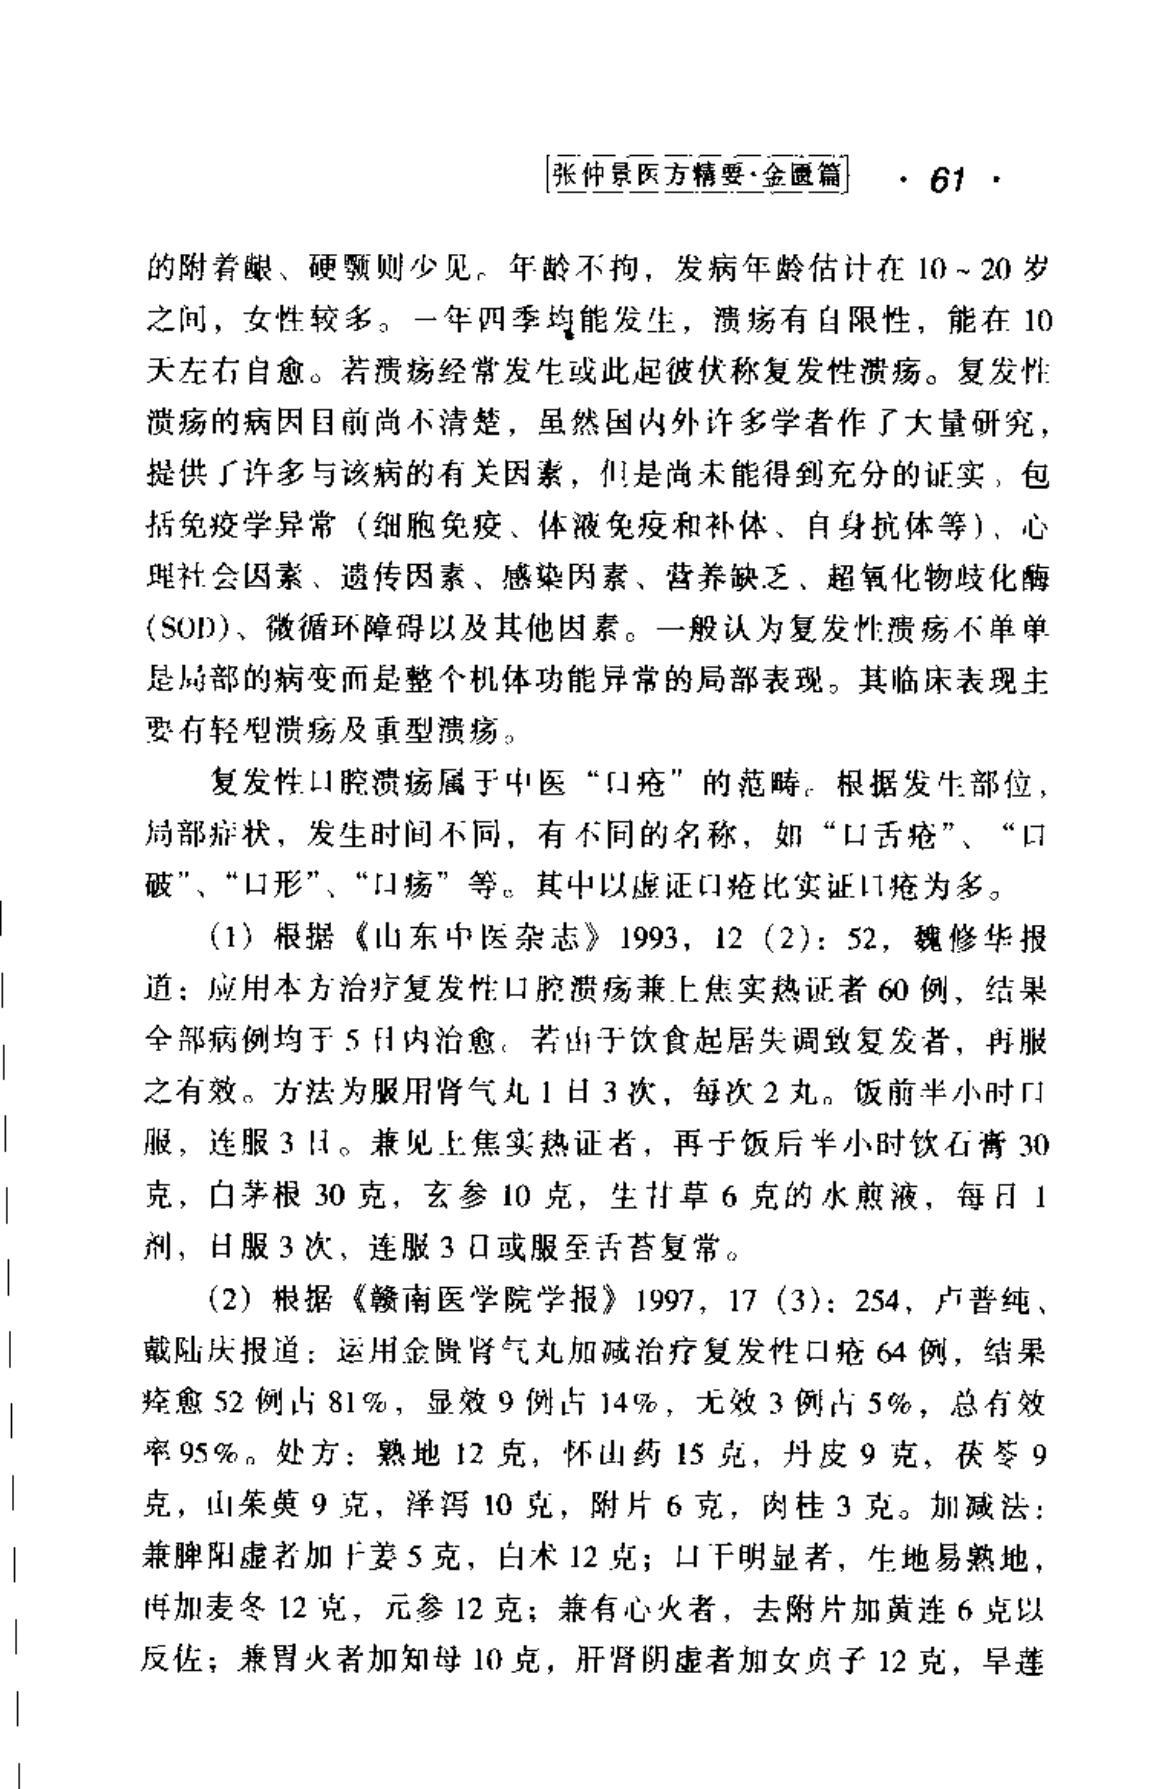 张仲景医方精要·金匮篇 · 61 ·
的附着龈、硬颚则少见。年龄不拘，发病年龄估计在 10～20 岁
之间，女性较多。一年四季均能发生，溃疡有自限性，能在 10
天左右自愈。若溃疡经常发生或此起彼伏称复发性溃疡。复发性
溃疡的病因目前尚不清楚，虽然国内外许多学者作了大量研究，
提供了许多与该病的有关因素，但是尚未能得到充分的证实。包
括免疫学异常（细胞免疫、体液免疫和补体、自身抗体等）、心
理社会因素、遗传因素、感染因素、营养缺乏、超氧化物歧化酶
（SOD）、微循环障碍以及其他因素。一般认为复发性溃疡不单单
是局部的病变而是整个机体功能异常的局部表现。其临床表现主
要有轻型溃疡及重型溃疡。
复发性口腔溃疡属于中医“口疮”的范畴。根据发生部位，
局部症状，发生时间不同，有不同的名称，如“口舌疮”、“口
破”、“口形”、“口疡”等。其中以虚证口疮比实证口疮为多。
（1）根据《山东中医杂志》1993，12（2）：52，魏修华报
道：应用本方治疗复发性口腔溃疡兼上焦实热证者 60 例，结果
全部病例均于 5 日内治愈。若由于饮食起居失调致复发者，再服
之有效。方法为服用肾气丸 1 日 3 次，每次 2 丸。饭前半小时口
服，连服 3 日。兼见上焦实热证者，再于饭后半小时饮石膏 30
克，白茅根 30 克，玄参 10 克，生甘草 6 克的水煎液，每日 1
剂，日服 3 次，连服 3 日或服至舌苔复常。
（2）根据《赣南医学院学报》1997，17（3）：254，卢普纯、
戴陆庆报道：运用金匮肾气丸加减治疗复发性口疮 64 例，结果
痊愈 52 例占 81%，显效 9 例占 14%，无效 3 例占 5%，总有效
率 95%。处方：熟地 12 克，怀山药 15 克，丹皮 9 克，茯苓 9
克，山茱萸 9 克，泽泻 10 克，附片 6 克，肉桂 3 克。加减法：
兼脾阳虚者加干姜 5 克，白术 12 克；口干明显者，生地易熟地，
再加麦冬 12 克，元参 12 克；兼有心火者，去附片加黄连 6 克以
反佐；兼胃火者加知母 10 克，肝肾阴虚者加女贞子 12 克，旱莲